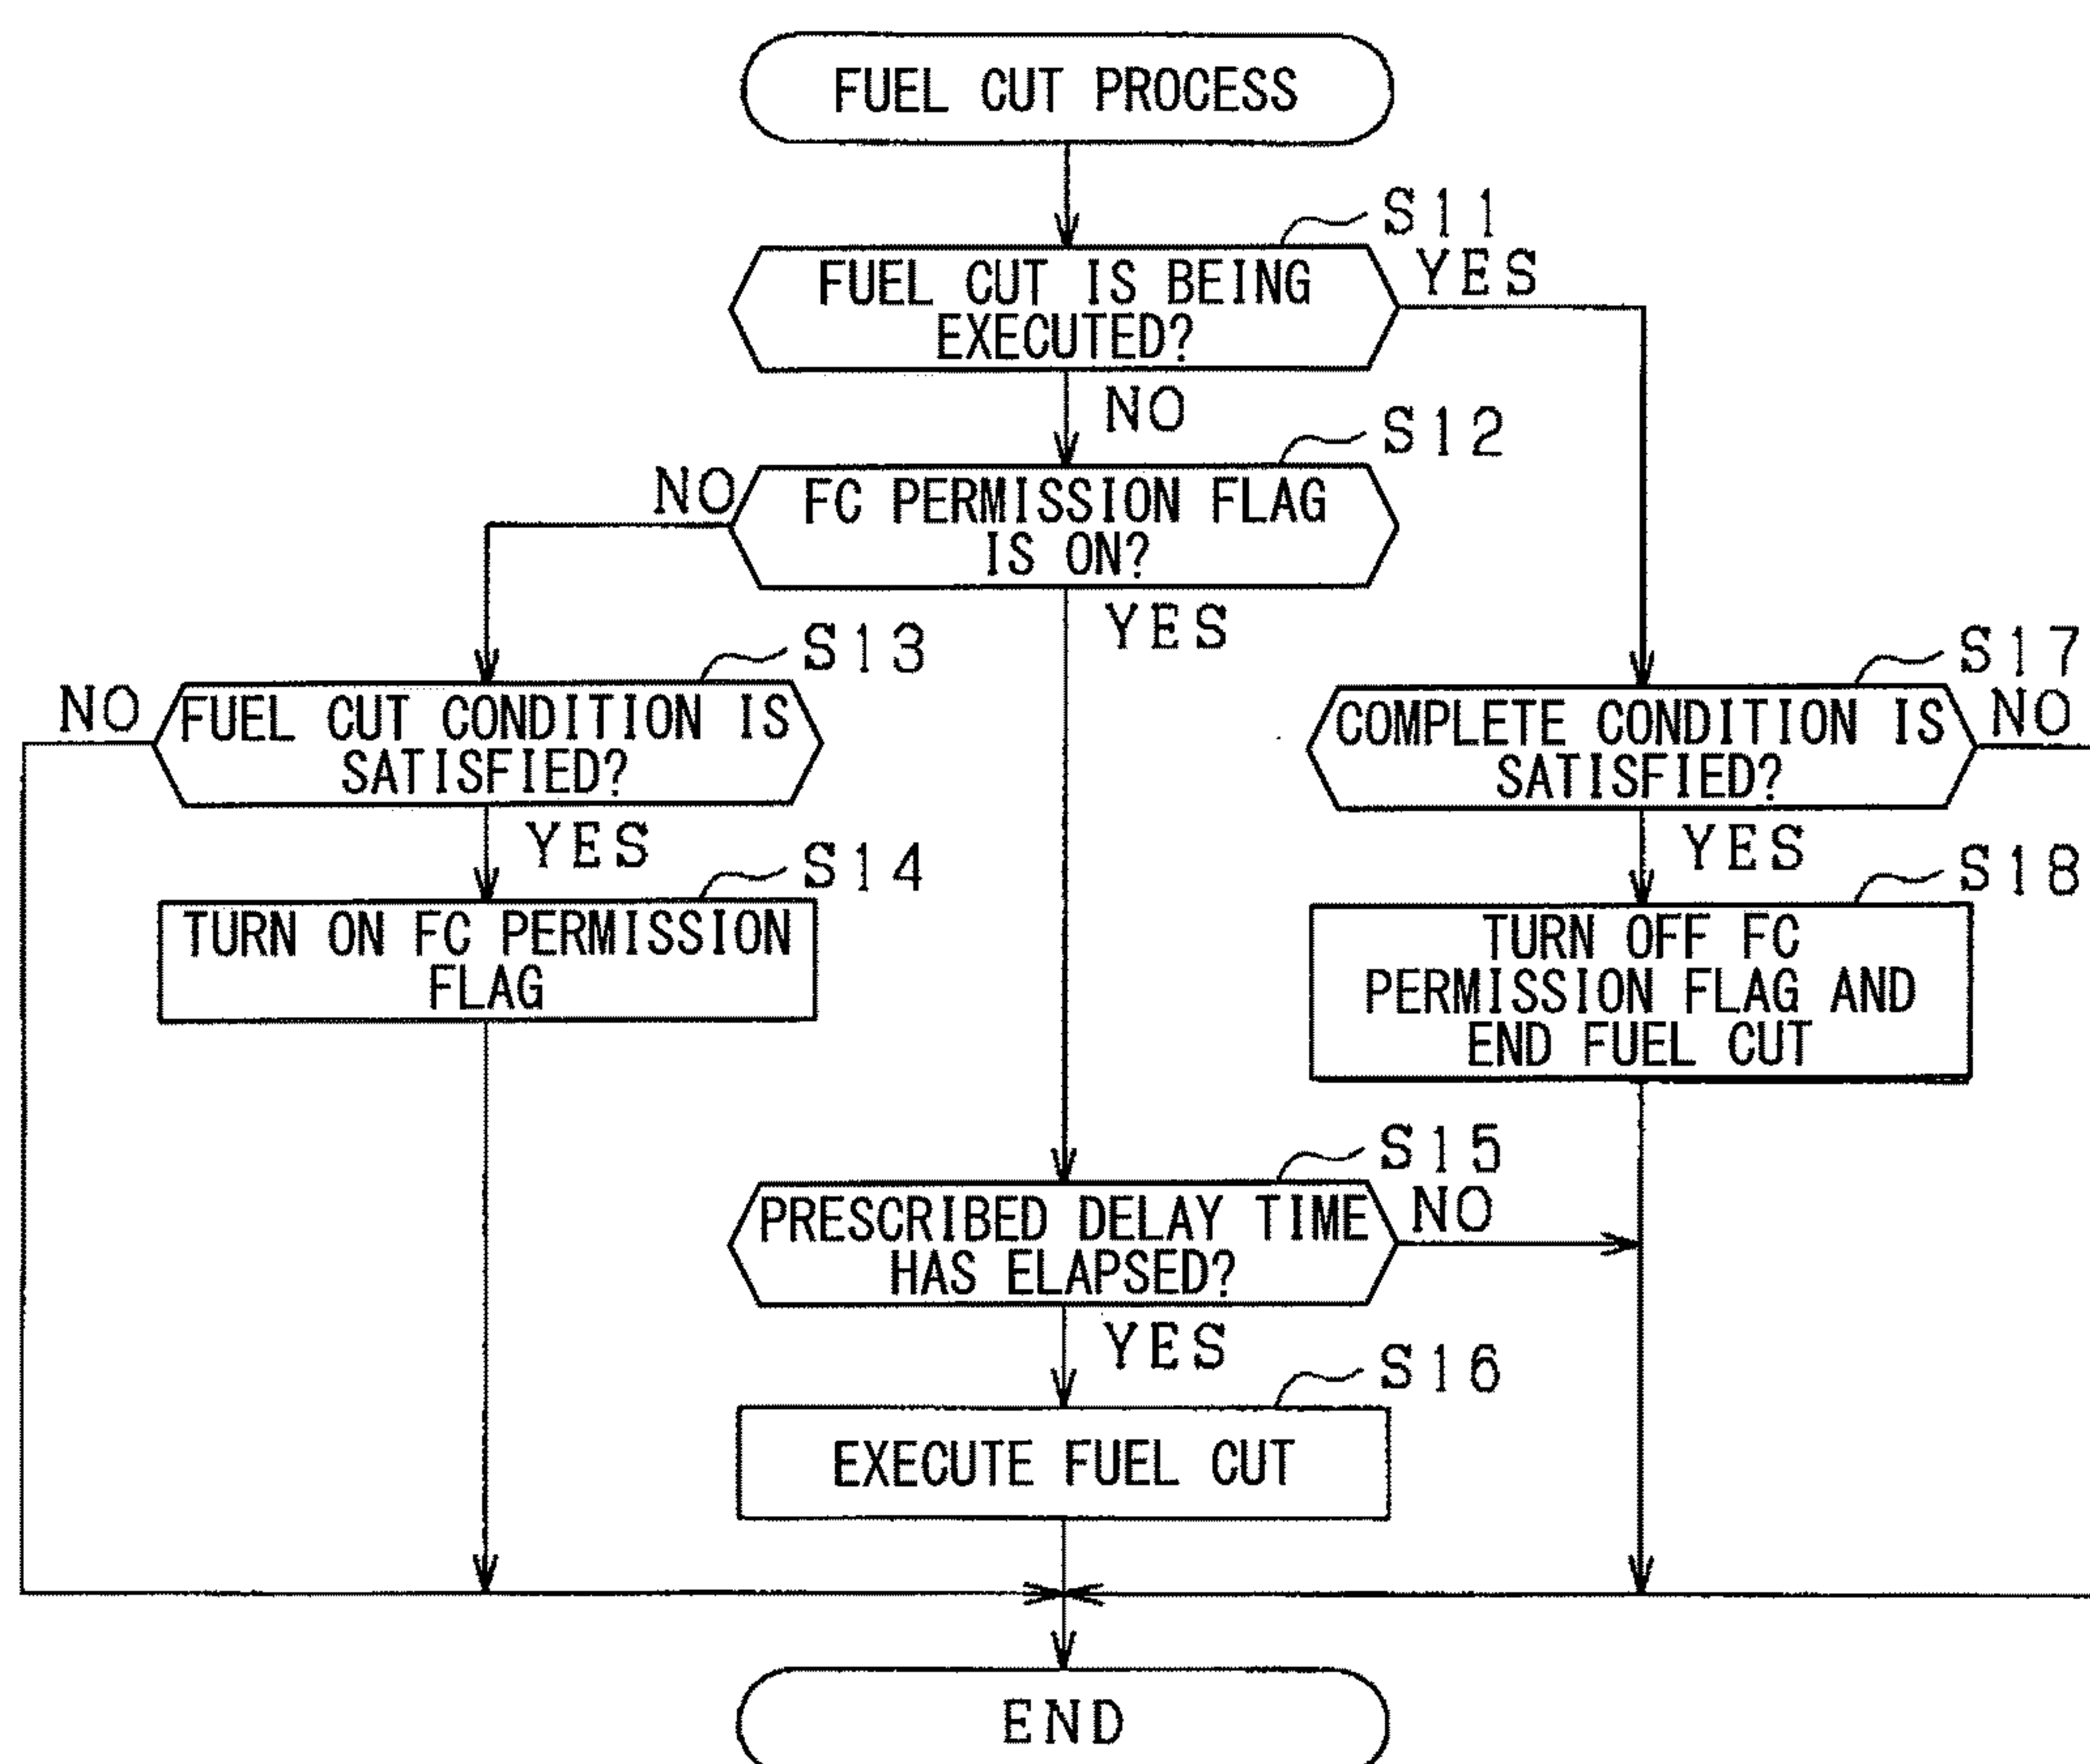 FUEL CUT PROCESS
S11
FUEL CUT IS BEING
EXECUTED?
YES
NO
S12
FC PERMISSION FLAG
IS ON?
NO
YES
S13
FUEL CUT CONDITION IS
SATISFIED?
NO
YES
S17
COMPLETE CONDITION IS
SATISFIED?
NO
YES
S14
TURN ON FC PERMISSION
FLAG
S18
TURN OFF FC
PERMISSION FLAG AND
END FUEL CUT
S15
PRESCRIBED DELAY TIME
HAS ELAPSED?
NO
YES
S16
EXECUTE FUEL CUT
END